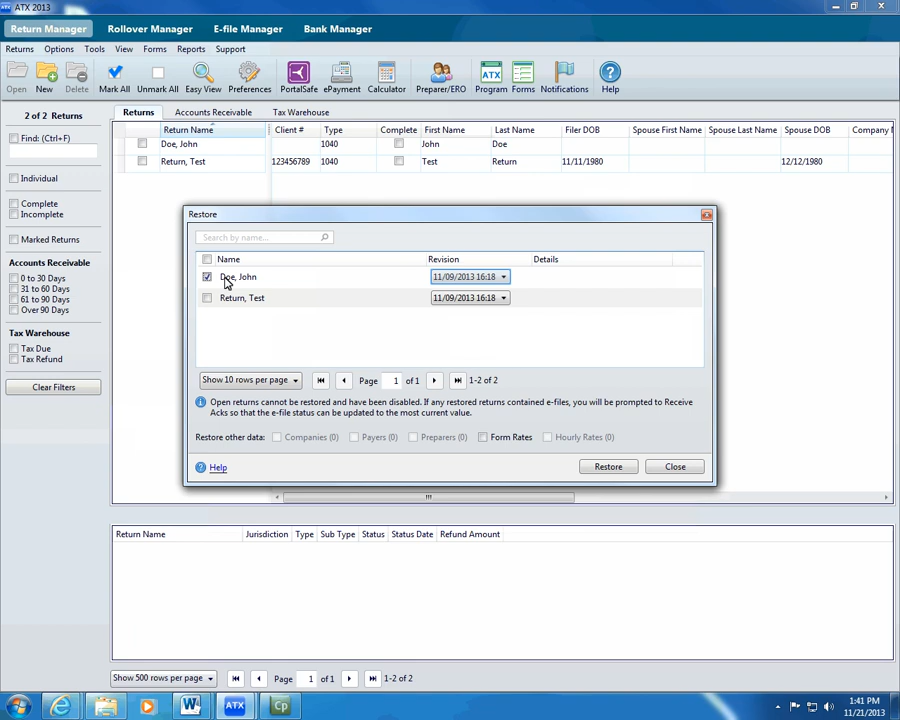 ATX 2013
Return Manager Rollover Manager E-file Manager Bank Manager
Returns Options Tools View Forms Reports Support
Open New Delete Mark All Unmark All Easy View Preferences PortalSafe ePayment Calculator Preparer/ERO ATX Program Forms Notifications Help
2 of 2 Returns
Returns Accounts Receivable Tax Warehouse
Find: (Ctrl+F)
Return Name Client # Type Complete First Name Last Name Filer DOB Spouse First Name Spouse Last Name Spouse DOB Company N
Doe, John 1040 John Doe
Return, Test 123456789 1040 Test Return 11/11/1980 12/12/1980
Individual
Complete
Incomplete
Marked Returns
Accounts Receivable
0 to 30 Days
31 to 60 Days
61 to 90 Days
Over 90 Days
Tax Warehouse
Tax Due
Tax Refund
Clear Filters
Restore
Search by name...
Name Revision Details
Doe, John 11/09/2013 16:18
Return, Test 11/09/2013 16:18
Show 10 rows per page Page 1 of 1 1-2 of 2
Open returns cannot be restored and have been disabled. If any restored returns contained e-files, you will be prompted to Receive
Acks so that the e-file status can be updated to the most current value.
Restore other data: Companies (0) Payers (0) Preparers (0) Form Rates Hourly Rates (0)
Help Restore Close
Return Name Jurisdiction Type Sub Type Status Status Date Refund Amount
Show 500 rows per page Page 1 of 1 1-2 of 2
W ATX Cp
1:41 PM
11/21/2013